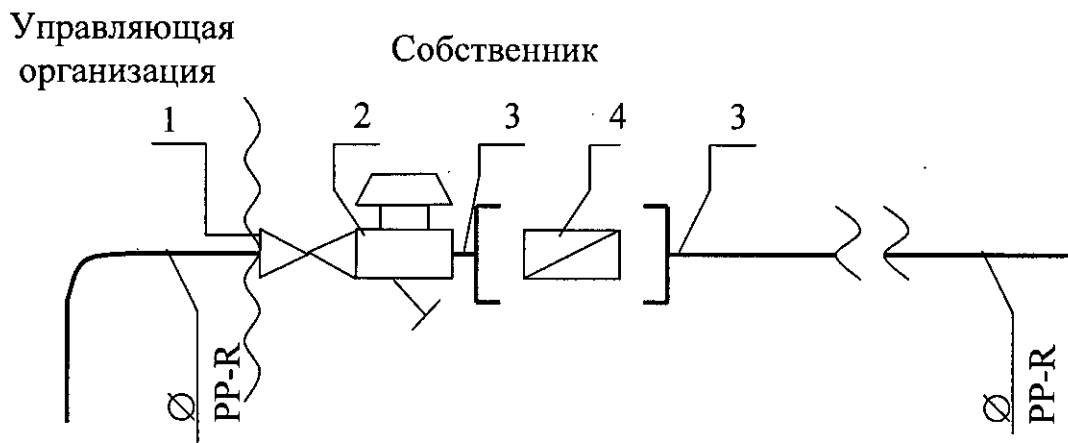 Управляющая
организация
Собственник
1
2
3
4
3
Ø
PP-R
Ø
PP-R